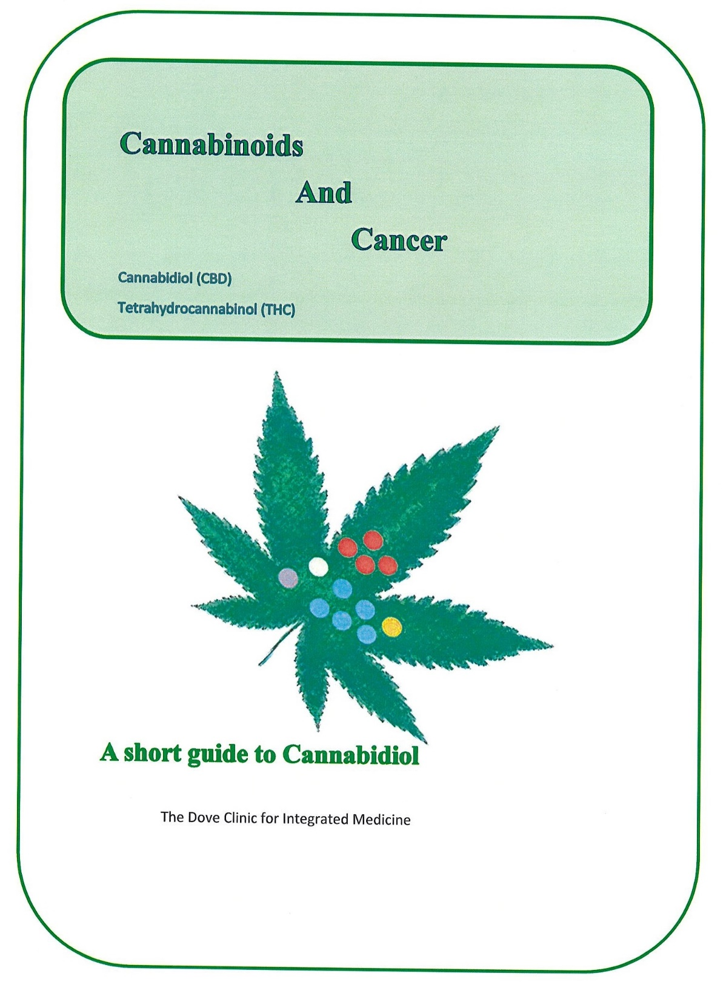 Cannabinoids
And
Cancer
Cannabidiol (CBD)
Tetrahydrocannabinol (THC)
A short guide to Cannabidiol
The Dove Clinic for Integrated Medicine